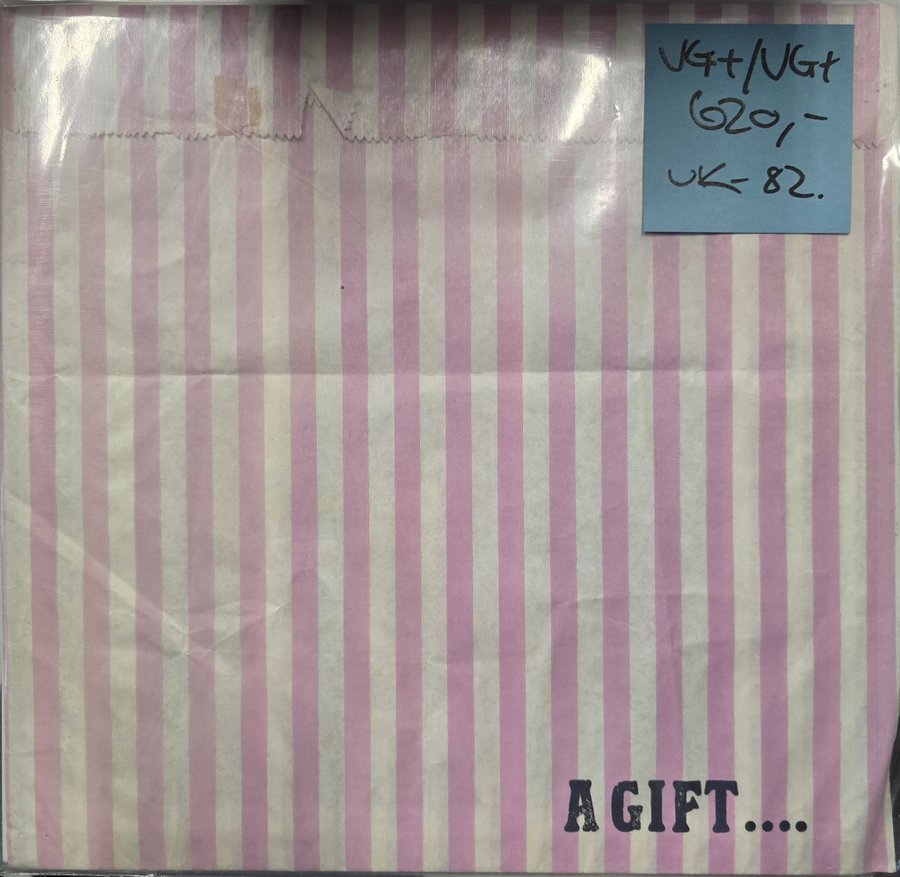 VG+/VG+
620,-
UK-82.
A GIFT....